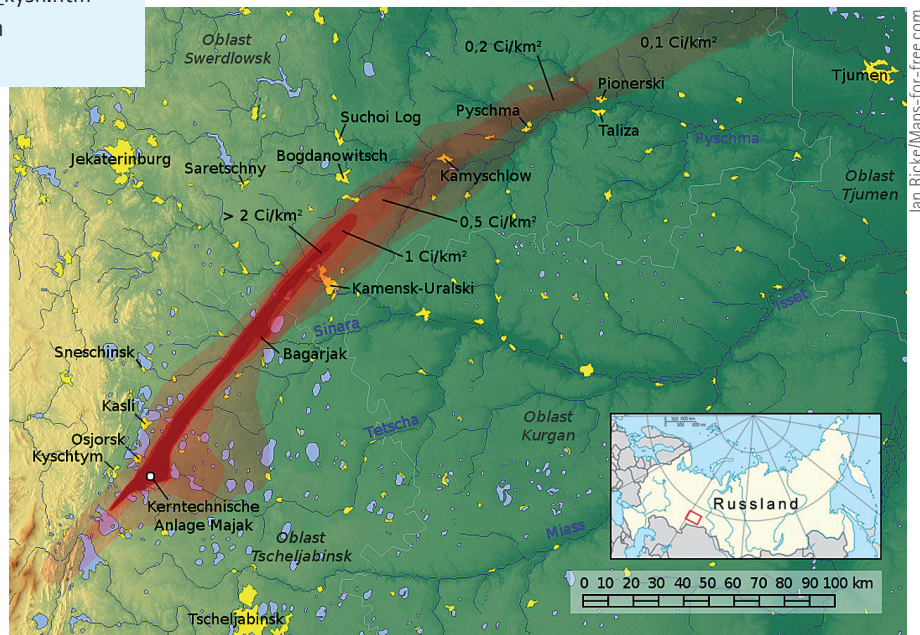 Oblast
Swerdlowsk
0,2 Ci/km²
0,1 Ci/km²
Tjumen
Pionerski
Pyschma
Suchoi Log
Taliza
Pyschma
Jekaterinburg
Bogdanowitsch
Saretschny
Kamyschlow
Oblast
Tjumen
> 2 Ci/km²
0,5 Ci/km²
1 Ci/km²
Kamensk-Uralski
Isset
Sinara
Sneschinsk
Bagarjak
Kasli
Tetscha
Oblast
Kurgan
Osjorsk
Kyschtym
Kerntechnische
Anlage Majak
Russland
Miass
Oblast
Tscheljabinsk
0 10 20 30 40 50 60 70 80 90 100 km
Tscheljabinsk
Jan Ricke/Maps-for-free.com